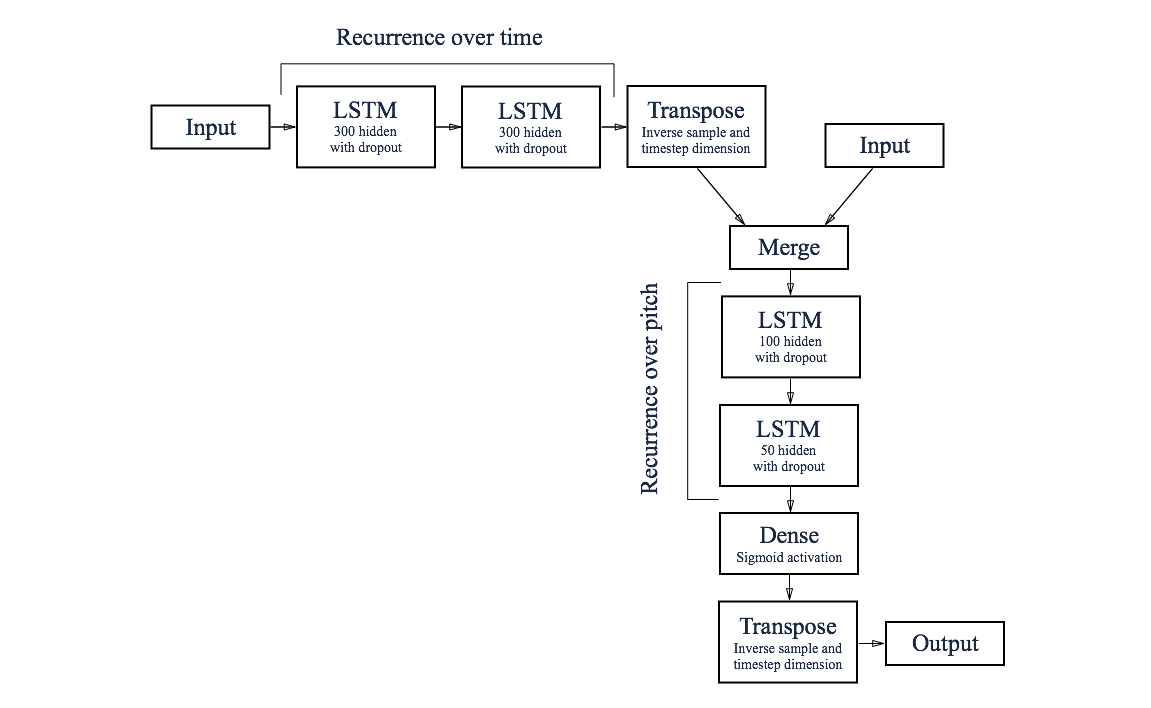 Recurrence over time
Input
LSTM
300 hidden
with dropout
LSTM
300 hidden
with dropout
Transpose
Inverse sample and
timestep dimension
Input
Merge
Recurrence over pitch
LSTM
100 hidden
with dropout
LSTM
50 hidden
with dropout
Dense
Sigmoid activation
Transpose
Inverse sample and
timestep dimension
Output